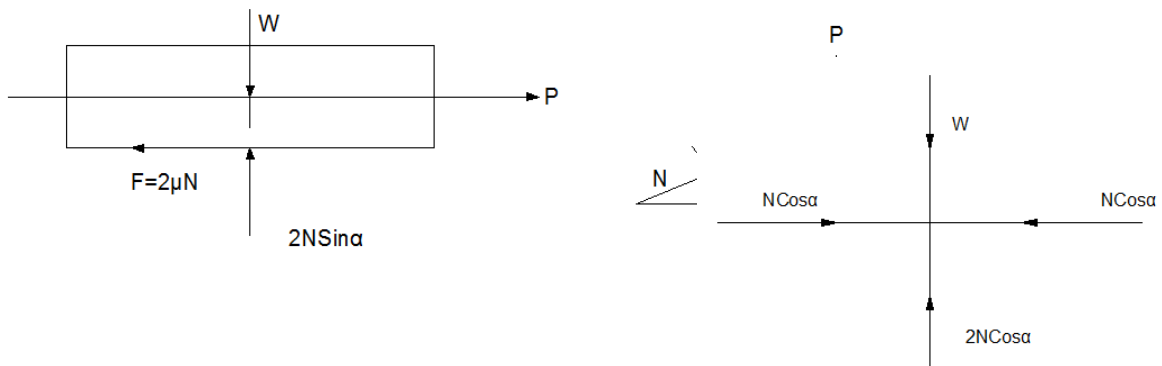 W
P
F=2μN
2NSinα
P
W
N
NCosα
NCosα
2NCosα